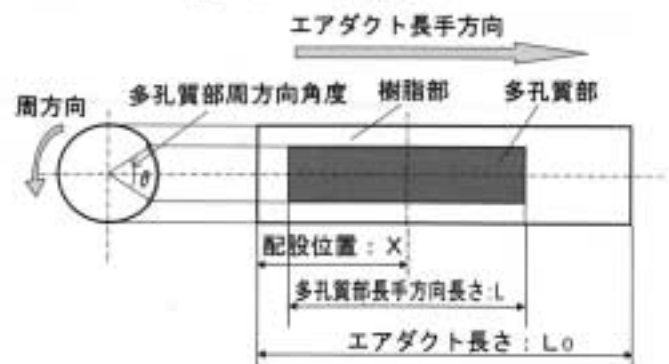 エアダクト長手方向
周方向
多孔質部周方向角度
樹脂部
多孔質部
θ
配設位置：X
多孔質部長手方向長さ:L
エアダクト長さ：L₀